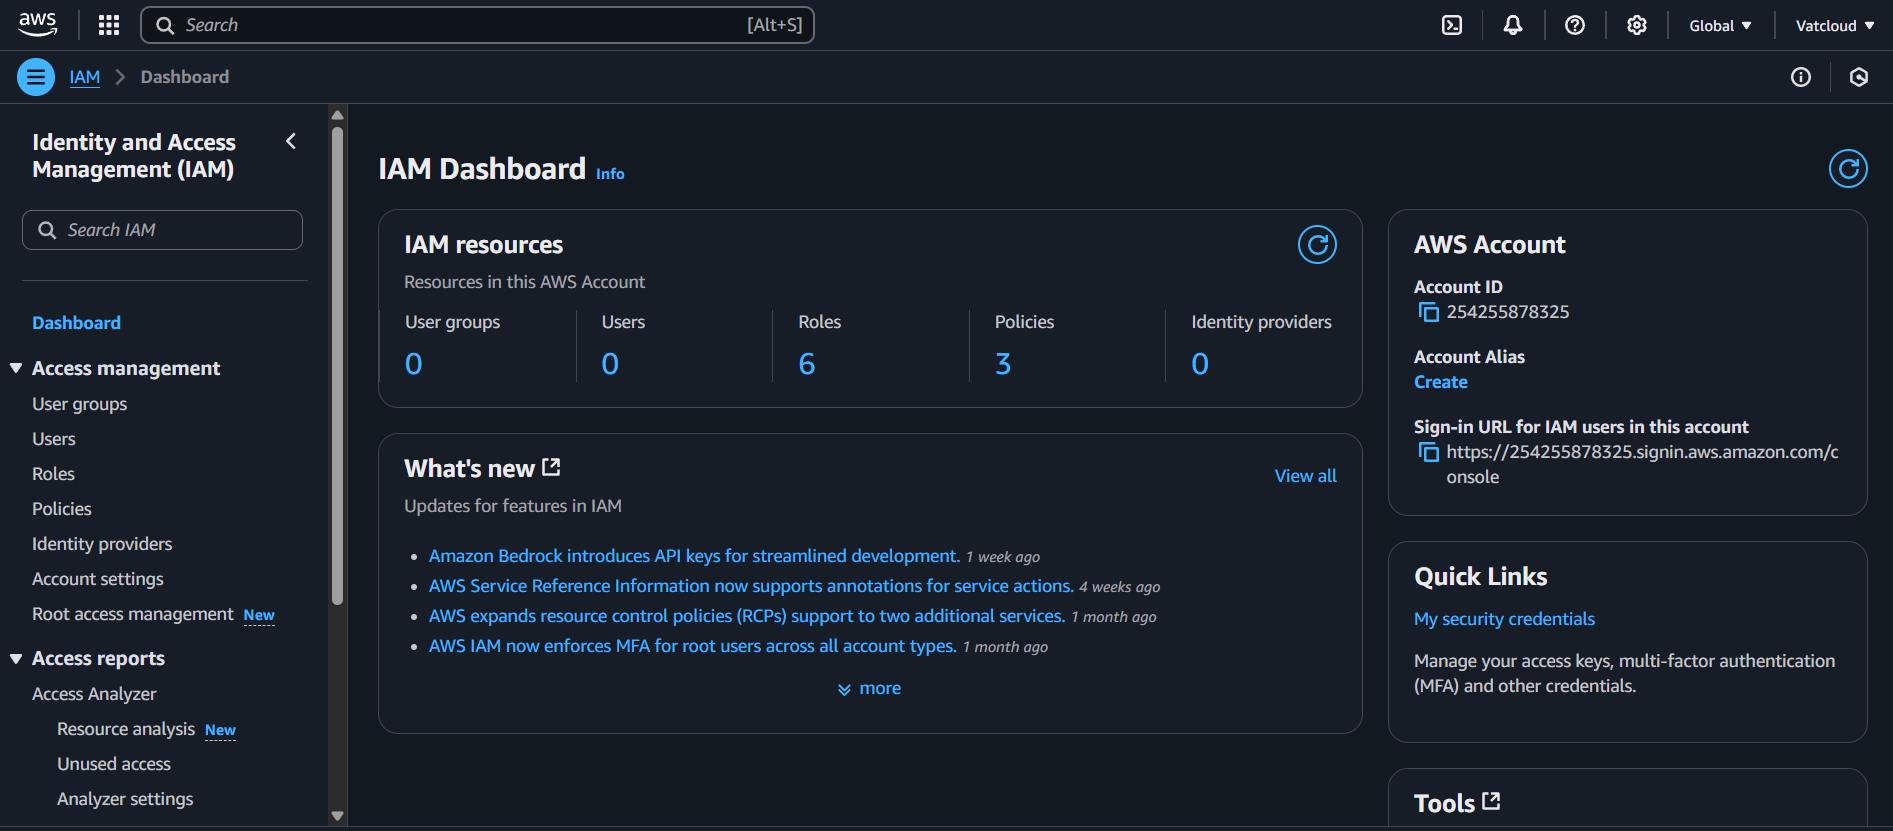 aws
Search
[Alt+S]
Global
Vatcloud
IAM
Dashboard
Identity and Access
Management (IAM)
Search IAM
Dashboard
Access management
User groups
Users
Roles
Policies
Identity providers
Account settings
Root access management New
Access reports
Access Analyzer
Resource analysis New
Unused access
Analyzer settings
IAM Dashboard Info
IAM resources
Resources in this AWS Account
User groups
0
Users
0
Roles
6
Policies
3
Identity providers
0
What's new
View all
Updates for features in IAM
Amazon Bedrock introduces API keys for streamlined development. 1 week ago
AWS Service Reference Information now supports annotations for service actions. 4 weeks ago
AWS expands resource control policies (RCPs) support to two additional services. 1 month ago
AWS IAM now enforces MFA for root users across all account types. 1 month ago
more
AWS Account
Account ID
254255878325
Account Alias
Create
Sign-in URL for IAM users in this account
https://254255878325.signin.aws.amazon.com/c
onsole
Quick Links
My security credentials
Manage your access keys, multi-factor authentication
(MFA) and other credentials.
Tools